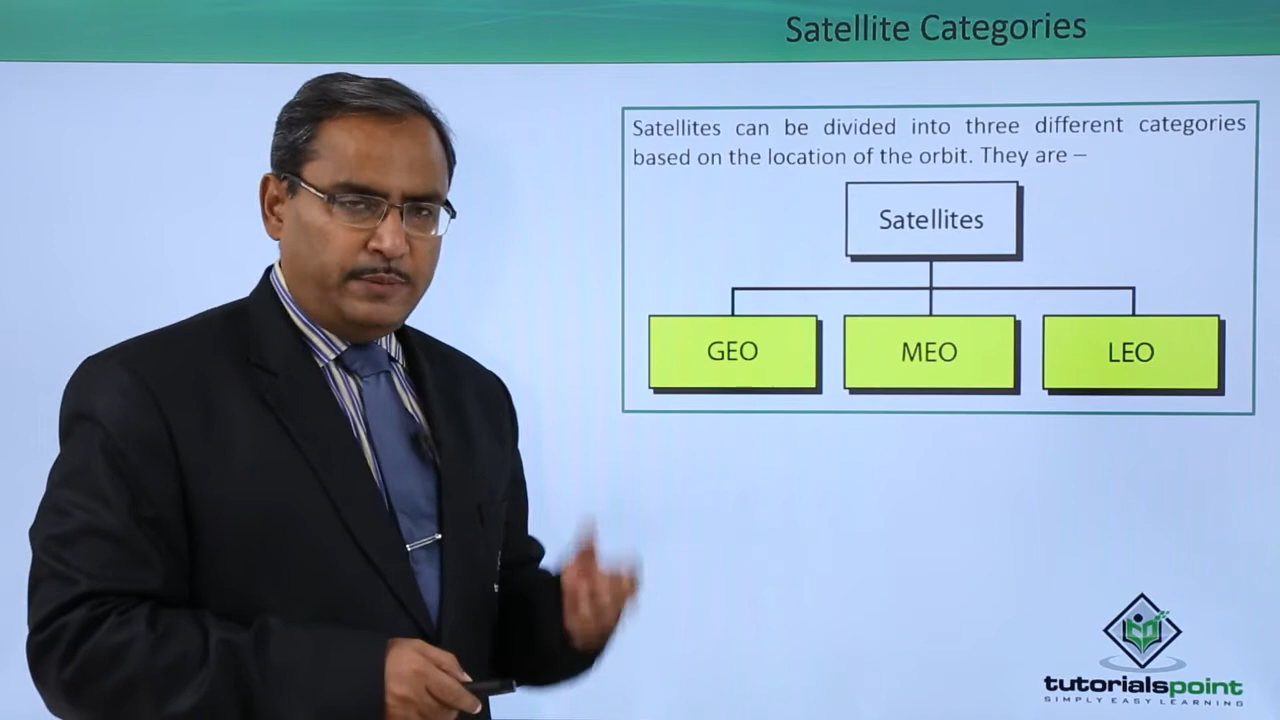 Satellite Categories
Satellites can be divided into three different categories
based on the location of the orbit. They are –
Satellites
GEO MEO LEO
tutorialspoint
SIMPLY EASY LEARNING